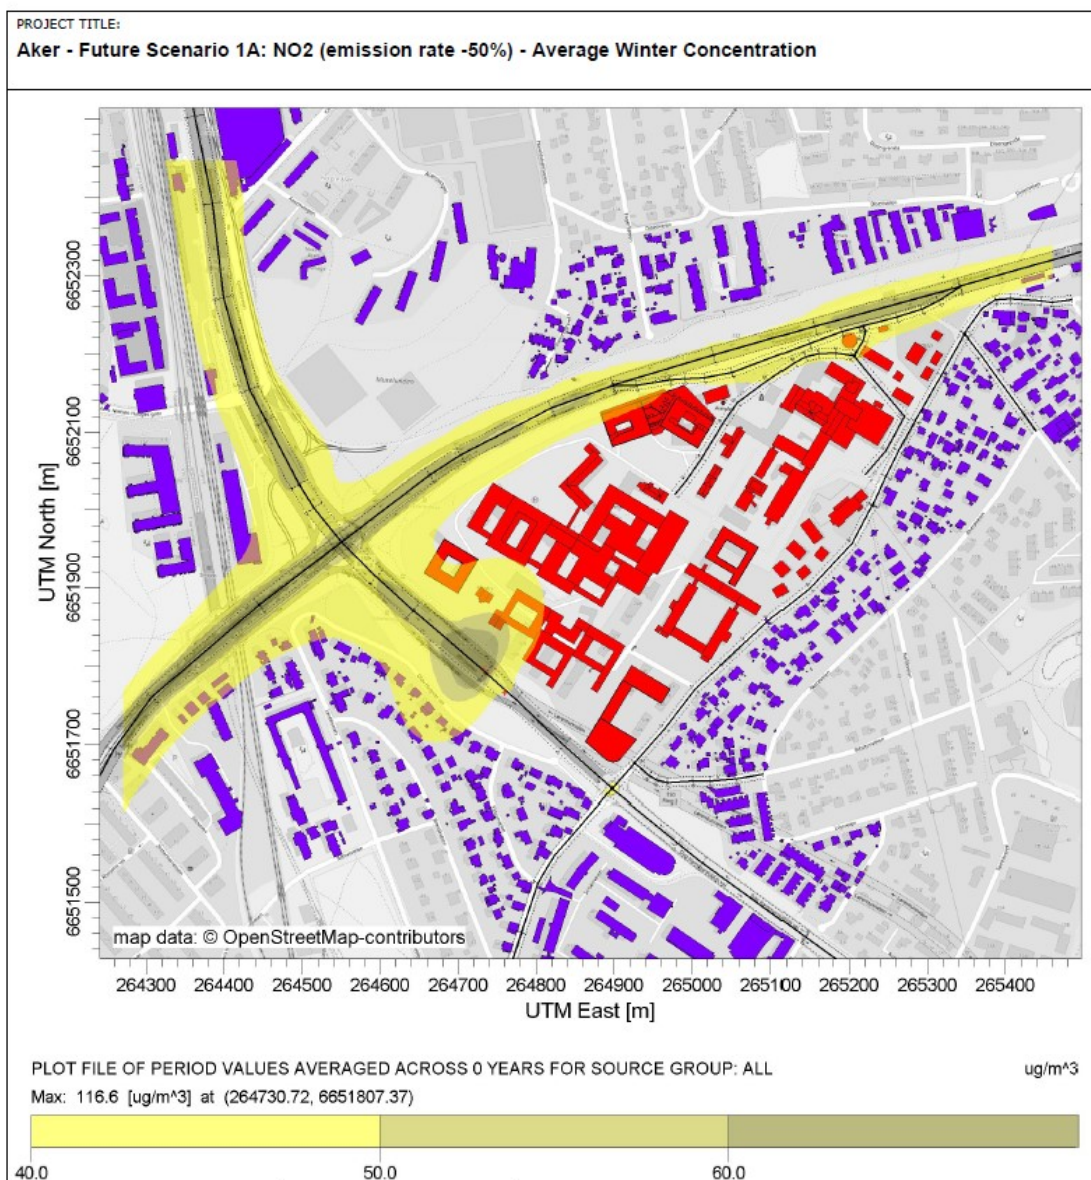 PROJECT TITLE:
Aker - Future Scenario 1A: NO2 (emission rate -50%) - Average Winter Concentration
6652300
6652100
6651900
6651700
6651500
UTM North [m]
map data: © OpenStreetMap-contributors
264300 264400 264500 264600 264700 264800 264900 265000 265100 265200 265300 265400
UTM East [m]
PLOT FILE OF PERIOD VALUES AVERAGED ACROSS 0 YEARS FOR SOURCE GROUP: ALL ug/m^3
Max: 116.6 [ug/m^3] at (264730.72, 6651807.37)
40.0 50.0 60.0